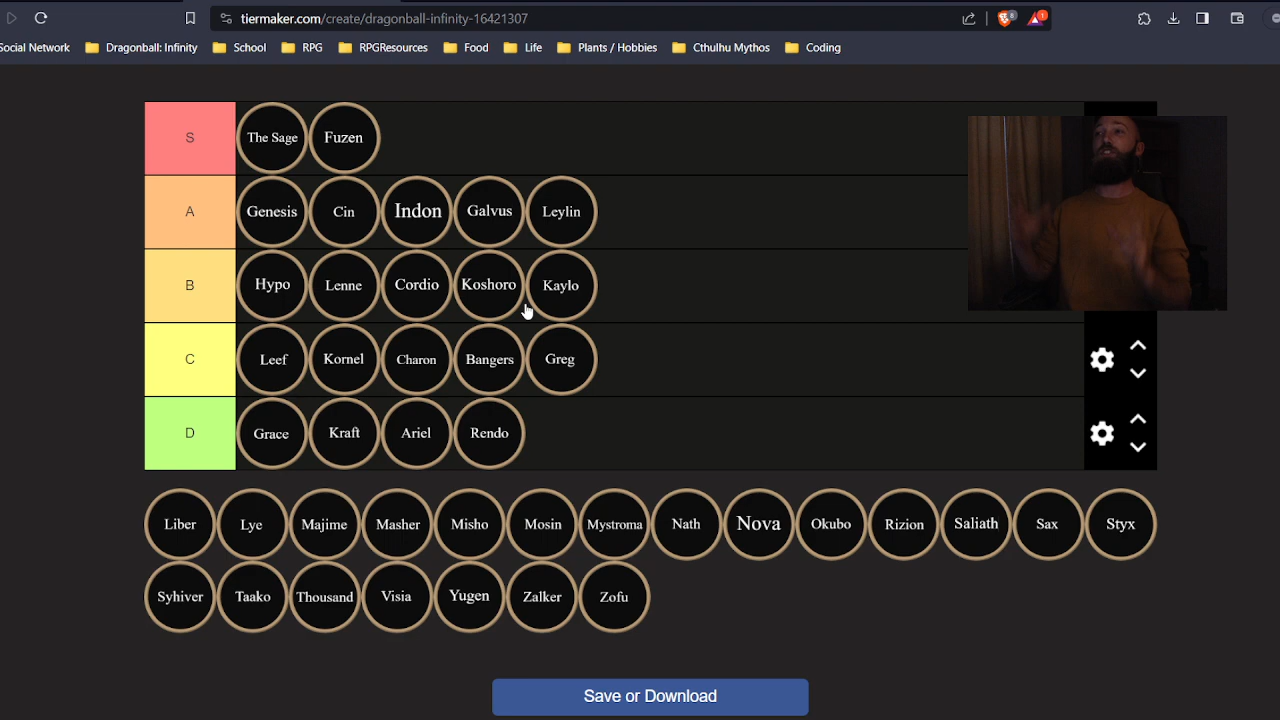 tiermaker.com/create/dragonball-infinity-16421307
8
1
Social Network Dragonball: Infinity School RPG RPGResources Food Life Plants / Hobbies Cthulhu Mythos Coding
S The Sage Fuzen
A Genesis Cin Indon Galvus Leylin
B Hypo Lenne Cordio Koshoro Kaylo
C Leef Kornel Charon Bangers Greg
D Grace Kraft Ariel Rendo
Liber Lye Majime Masher Misho Mosin Mystroma Nath Nova Okubo Rizion Saliath Sax Styx
Syhiver Taako Thousand Visia Yugen Zalker Zofu
Save or Download